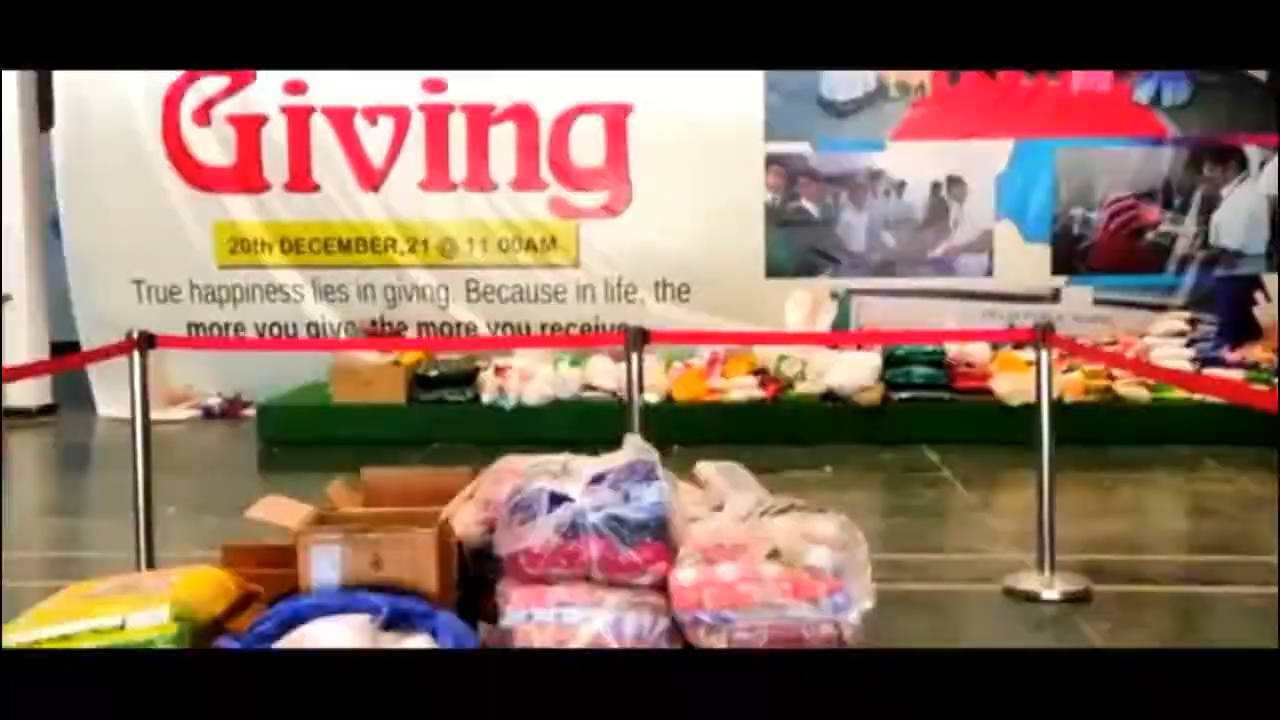 Giving
20th DECEMBER,21 @ 11 00AM
True happiness lies in giving. Because in life, the
more you give, the more you receive